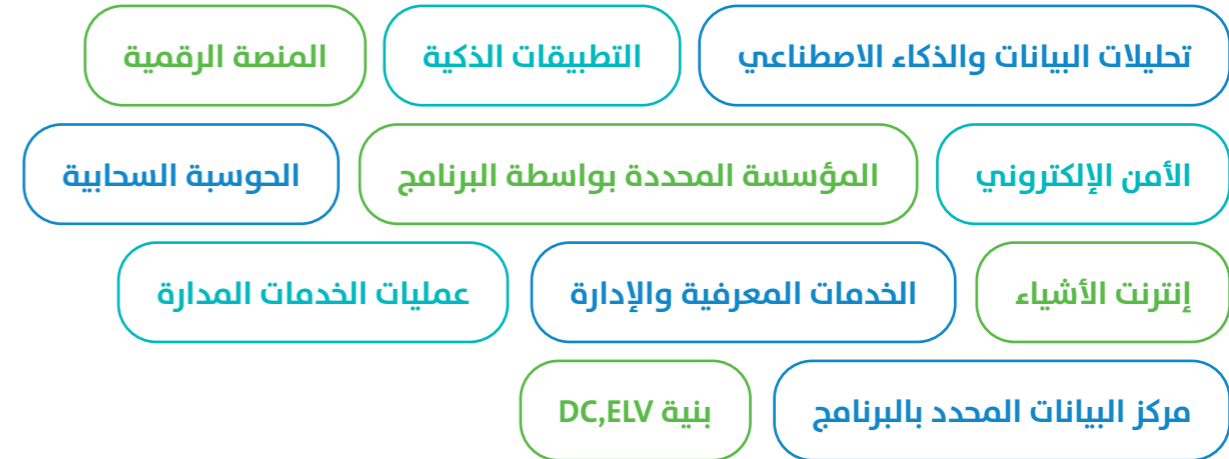 تحليلات البيانات والذكاء الاصطناعي
التطبيقات الذكية
المنصة الرقمية
الأمن الإلكتروني
المؤسسة المحددة بواسطة البرنامج
الحوسبة السحابية
إنترنت الأشياء
الخدمات المعرفية والإدارة
عمليات الخدمات المدارة
مركز البيانات المحدد بالبرنامج
بنية DC,ELV